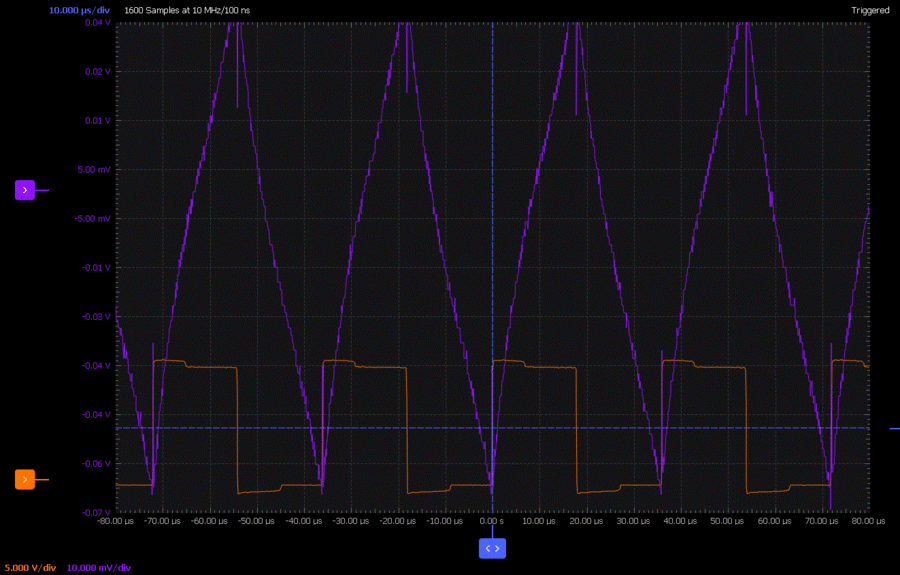 10.000 µs/div 1600 Samples at 10 MHz/100 ns Triggered
0.04 V
0.02 V
0.01 V
5.00 mV
-5.00 mV
-0.01 V
-0.03 V
-0.04 V
-0.04 V
-0.06 V
-0.07 V
-80.00 µs -70.00 µs -60.00 µs -50.00 µs -40.00 µs -30.00 µs -20.00 µs -10.00 µs 0.00 µs 10.00 µs 20.00 µs 30.00 µs 40.00 µs 50.00 µs 60.00 µs 70.00 µs 80.00 µs
5.000 V/div 10.000 mV/div